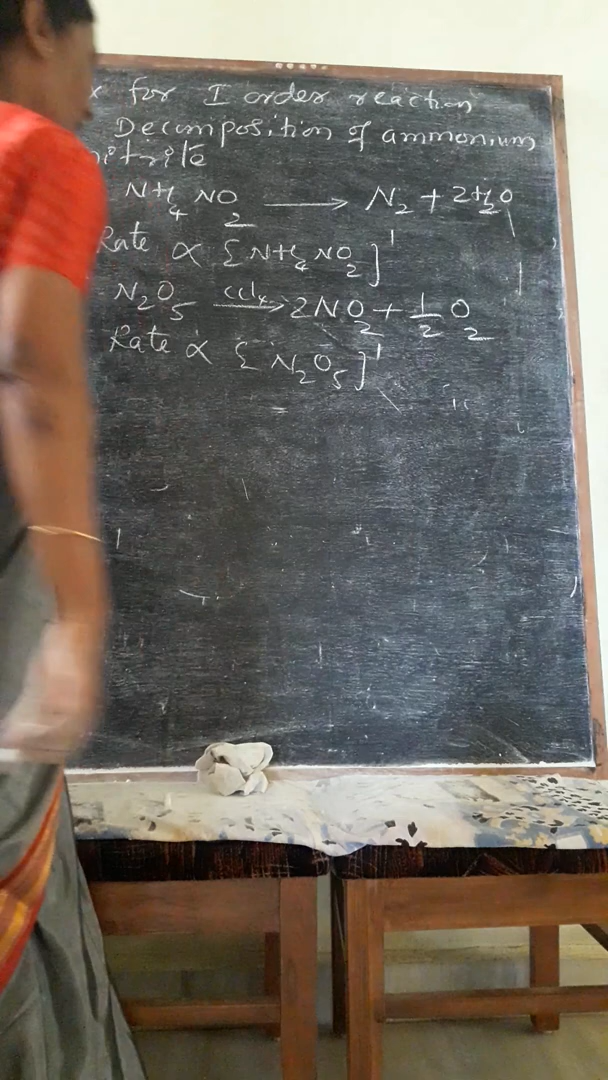 x for I order reaction
Decomposition of ammonium
nitrite
NH₄NO₂ ⟶ N₂ + 2H₂O
Rate ∝ [NH₄NO₂]¹
N₂O₅ —CCl₄→ 2NO₂ + 1/2 O₂
Rate ∝ [N₂O₅]¹